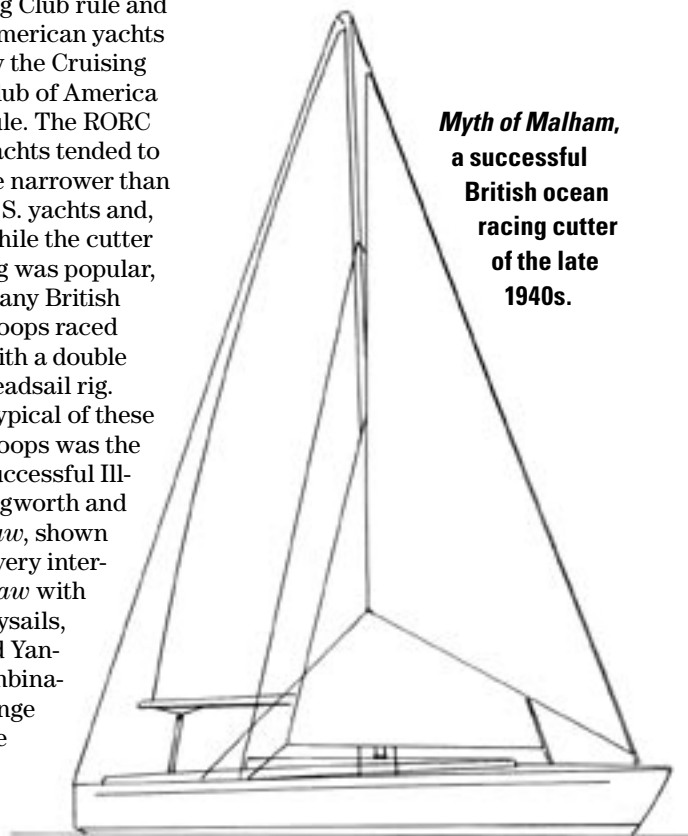 g Club rule and
merican yachts
y the Cruising
lub of America
ule. The RORC
achts tended to
e narrower than
S. yachts and,
hile the cutter
g was popular,
any British
oops raced
ith a double
eadsail rig.
ypical of these
oops was the
uccessful Ill-
gworth and
aw, shown
very inter-
aw with
ysails,
d Yan-
mbina-
nge
e
Myth of Malham,
a successful
British ocean
racing cutter
of the late
1940s.